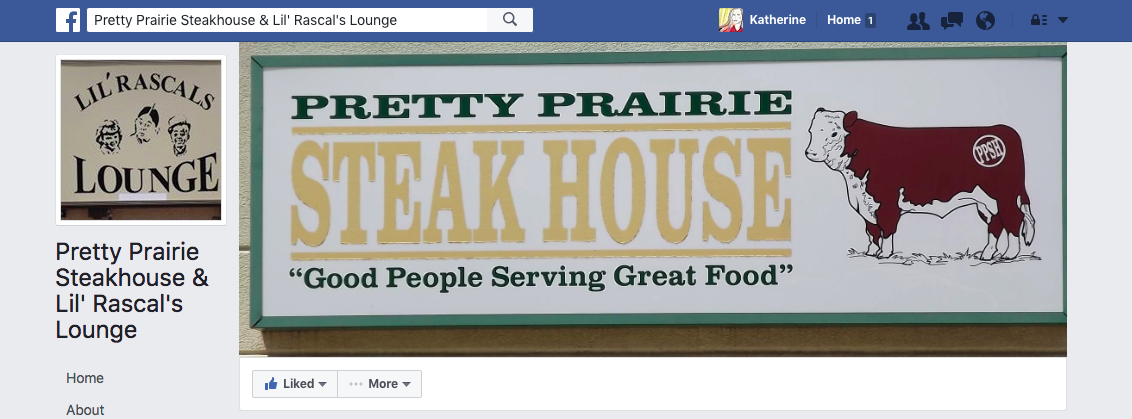 Pretty Prairie Steakhouse & Lil' Rascal's Lounge
Katherine
Home 1
LIL' RASCALS
LOUNGE
PRETTY PRAIRIE
STEAK HOUSE
"Good People Serving Great Food"
PPSH
Pretty Prairie
Steakhouse &
Lil' Rascal's
Lounge
Home
About
Liked
More